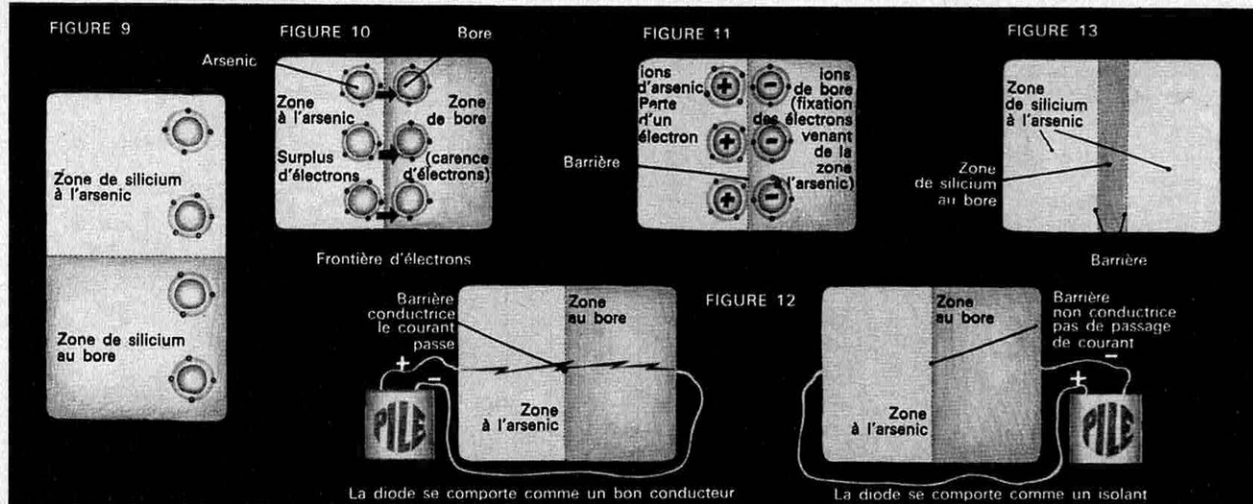 FIGURE 9
Zone de silicium
à l'arsenic
Zone de silicium
au bore
FIGURE 10
Bore
Arsenic
Zone
à l'arsenic
Surplus
d'électrons
Zone
de bore
(carence
d'électrons)
Frontière d'électrons
FIGURE 11
ions
d'arsenic
Perte
d'un
électron
ions
de bore
(fixation
des électrons
venant
de la
zone
à l'arsenic)
Barrière
FIGURE 13
Zone
de silicium
à l'arsenic
Zone
de silicium
au bore
Barrière
FIGURE 12
Barrière
conductrice
le courant
passe
Zone
au bore
Zone
à l'arsenic
+
−
PILE
La diode se comporte comme un bon conducteur
Zone
au bore
Barrière
non conductrice
pas de passage
de courant
Zone
à l'arsenic
−
+
PILE
La diode se comporte comme un isolant